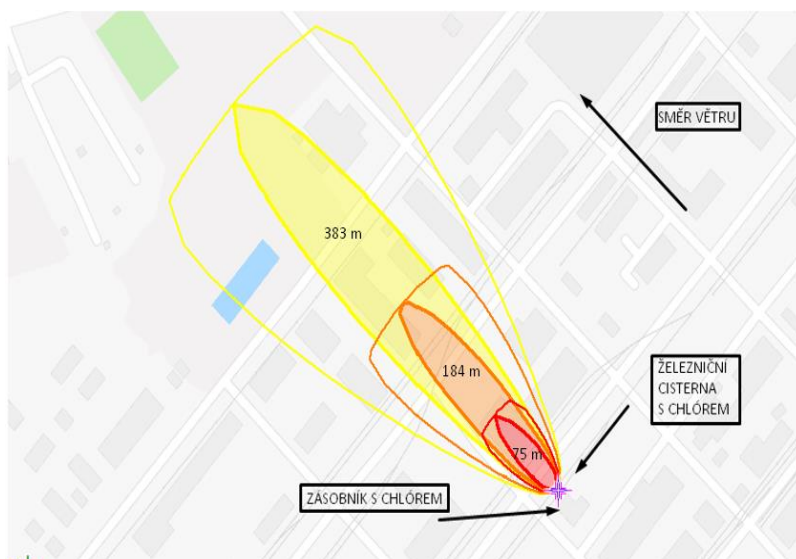 SMĚR VĚTRU
383 m
184 m
ŽELEZNIČNÍ
CISTERNA
S CHLÓREM
75 m
ZÁSOBNÍK S CHLÓREM